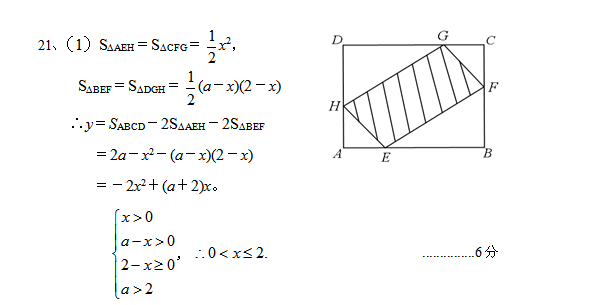 21、（1）S△AEH＝S△CFG＝ 1/2 x²，
S△BEF＝S△DGH＝ 1/2 (a－x)(2－x)
∴y＝SABCD－2S△AEH－2S△BEF
＝2a－x²－(a－x)(2－x)
＝－2x²＋(a＋2)x。
x＞0
a－x＞0
2－x≥0， ∴0＜x≤2. ...............6分
a＞2
D G C
H F
A E B